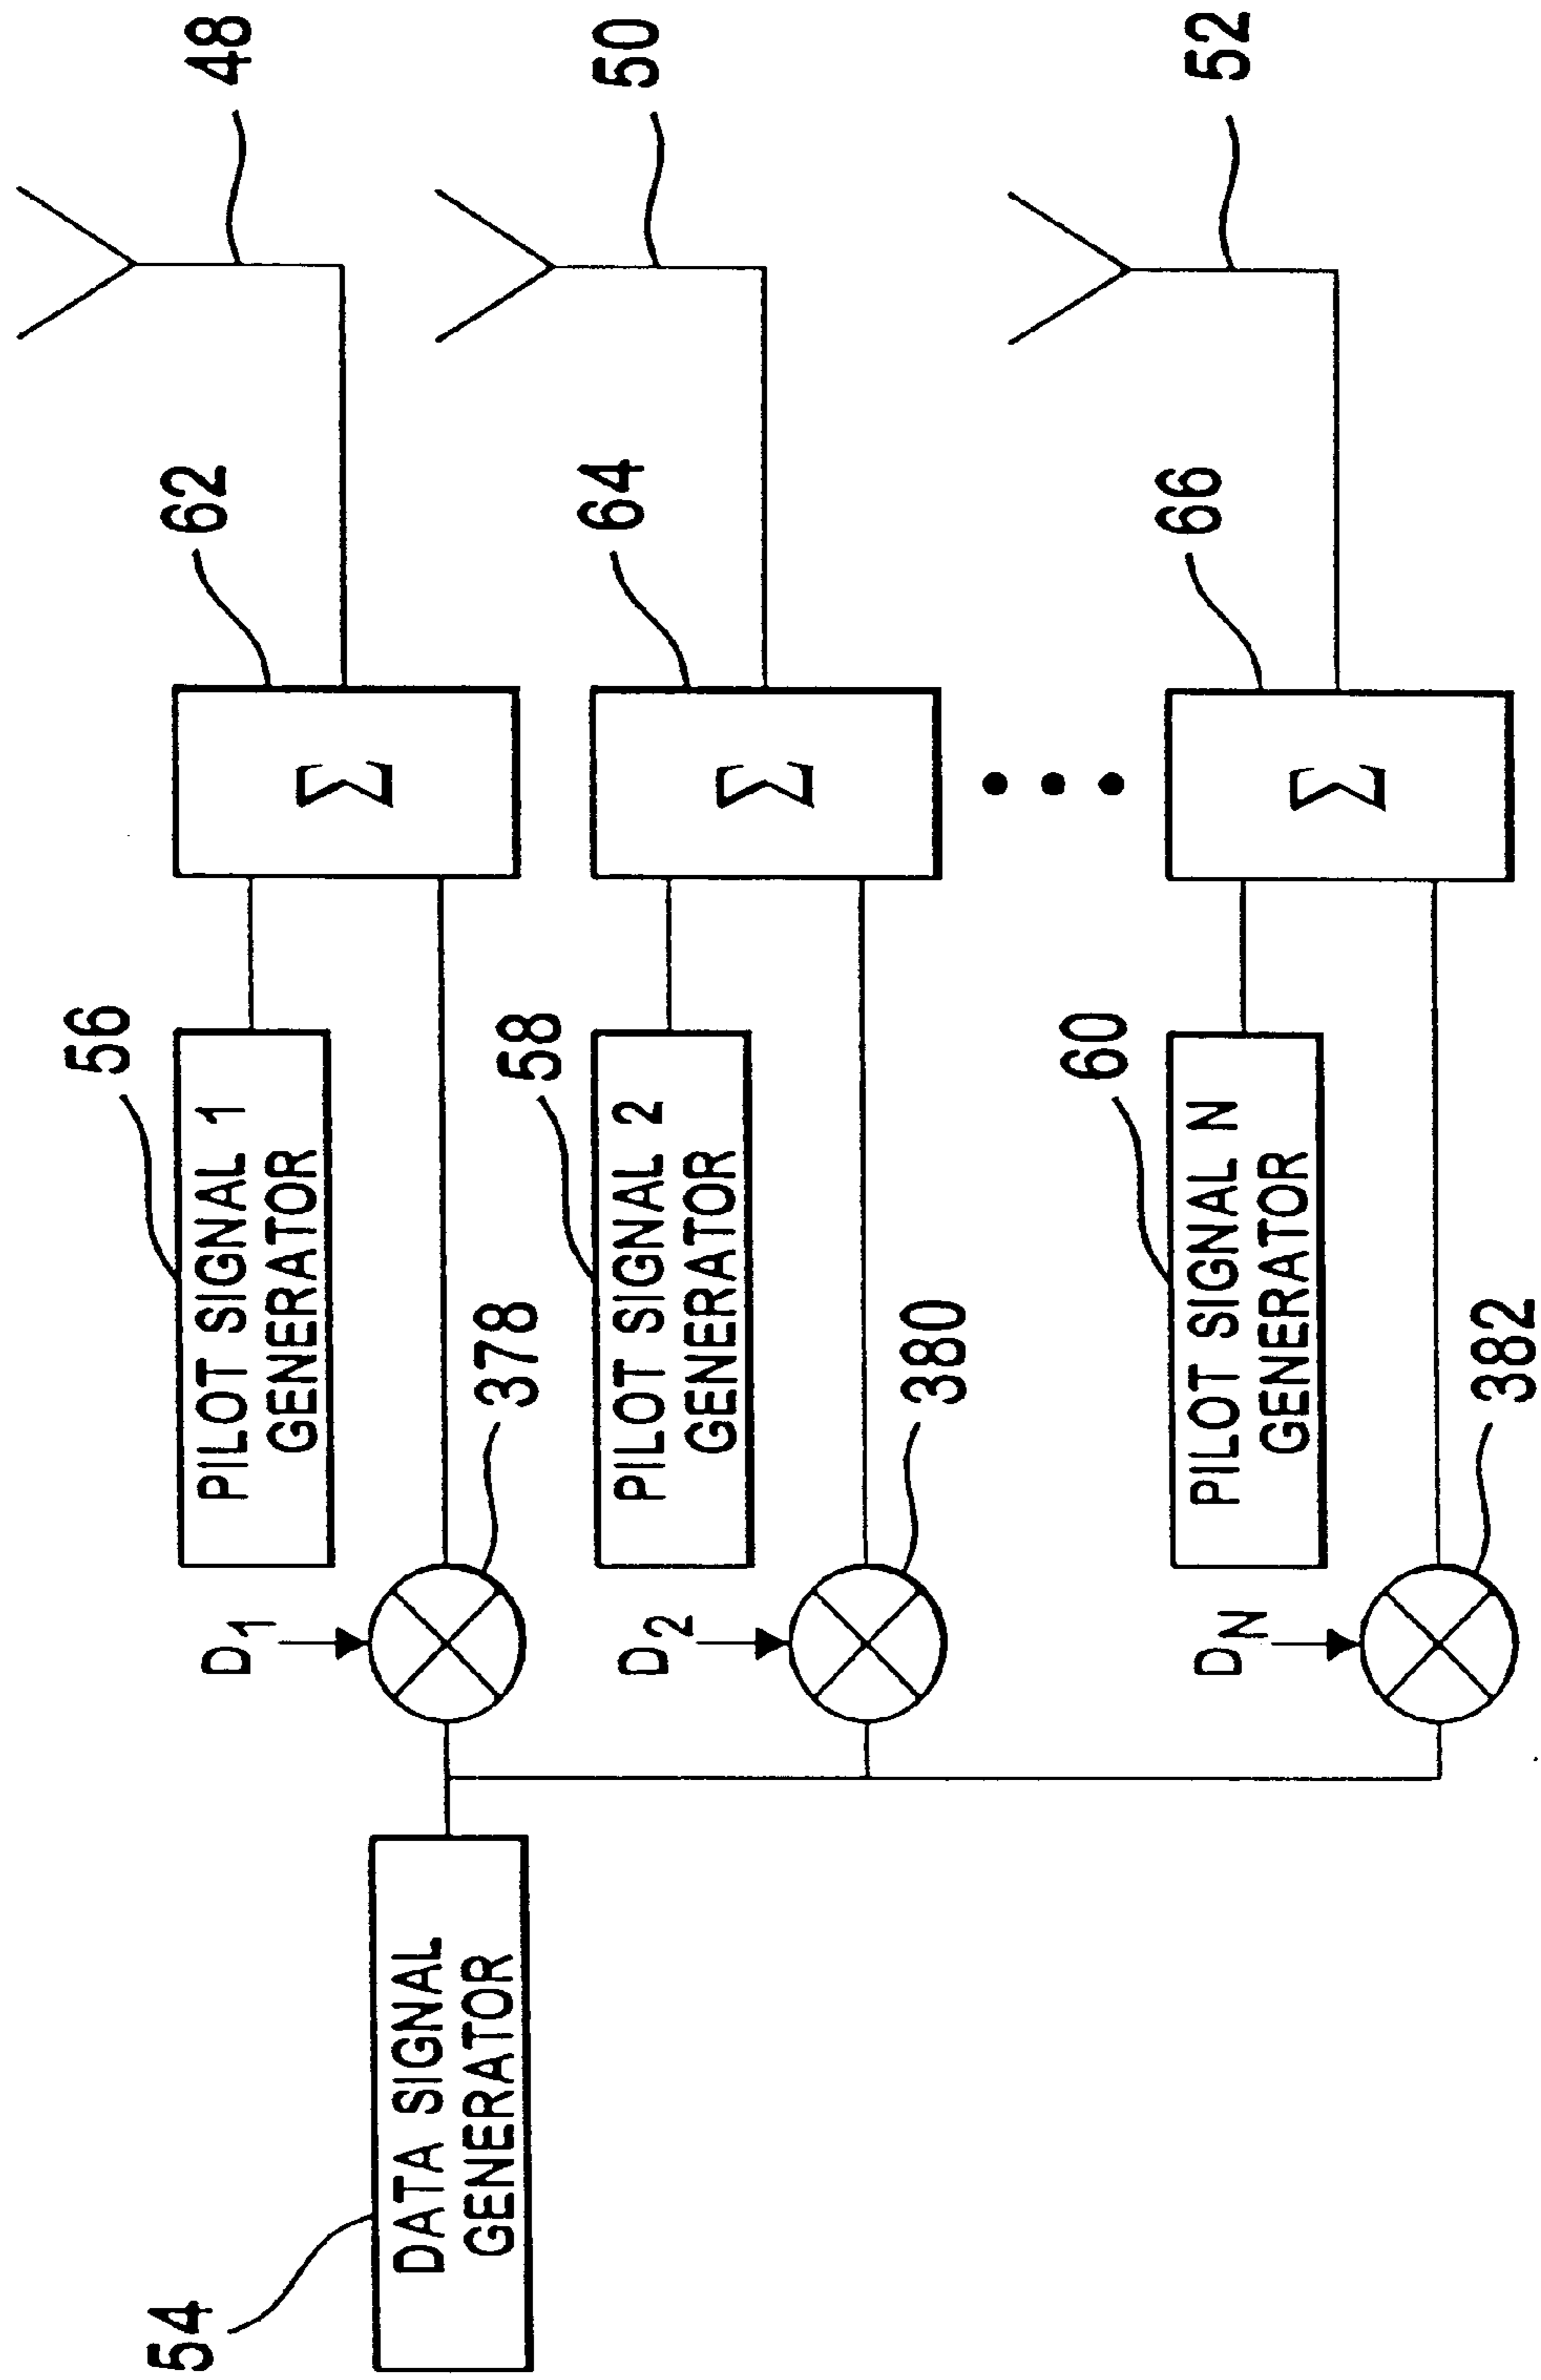 54
DATA SIGNAL
GENERATOR
D1
378
56
PILOT SIGNAL 1
GENERATOR
62
Σ
48
D2
380
58
PILOT SIGNAL 2
GENERATOR
64
Σ
50
DN
382
60
PILOT SIGNAL N
GENERATOR
66
Σ
52